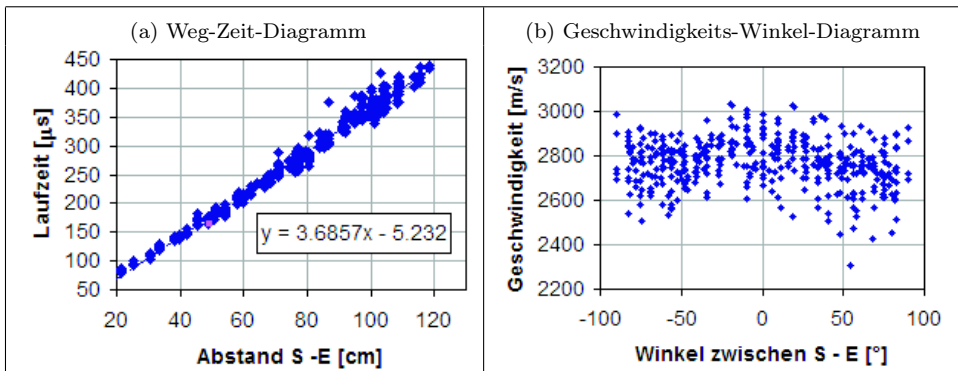 (a) Weg-Zeit-Diagramm
450
400
350
300
250
200
150
100
50
Laufzeit [µs]
y = 3.6857x - 5.232
20 40 60 80 100 120
Abstand S -E [cm]
(b) Geschwindigkeits-Winkel-Diagramm
3200
3000
2800
2600
2400
2200
Geschwindigkeit [m/s]
-100 -50 0 50 100
Winkel zwischen S - E [°]